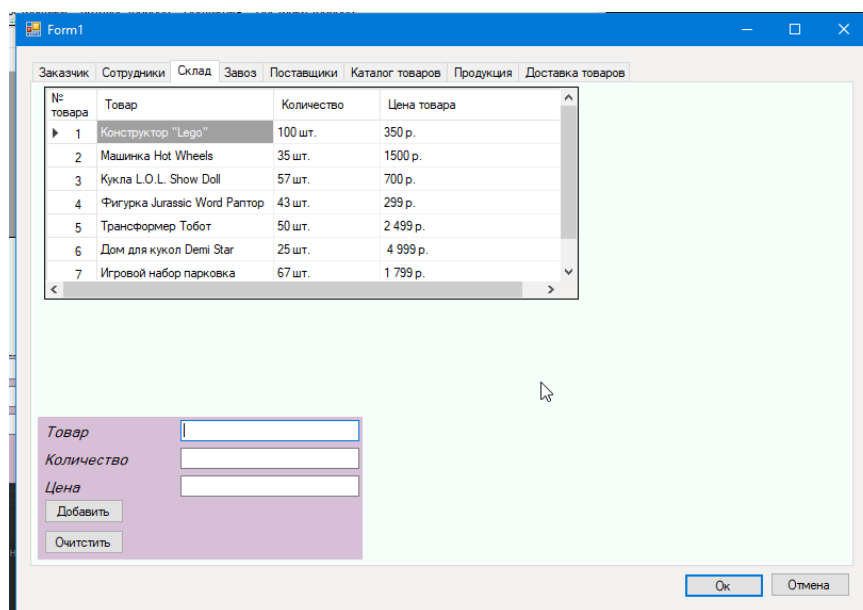 Form1
Заказчик Сотрудники Склад Завоз Поставщики Каталог товаров Продукция Доставка товаров
№ товара Товар Количество Цена товара
1 Конструктор "Lego" 100 шт. 350 р.
2 Машинка Hot Wheels 35 шт. 1500 р.
3 Кукла L.O.L. Show Doll 57 шт. 700 р.
4 Фигурка Jurassic Word Раптор 43 шт. 299 р.
5 Трансформер Тобот 50 шт. 2 499 р.
6 Дом для кукол Demi Star 25 шт. 4 999 р.
7 Игровой набор парковка 67 шт. 1 799 р.
Товар
Количество
Цена
Добавить
Очитстить
Ок Отмена